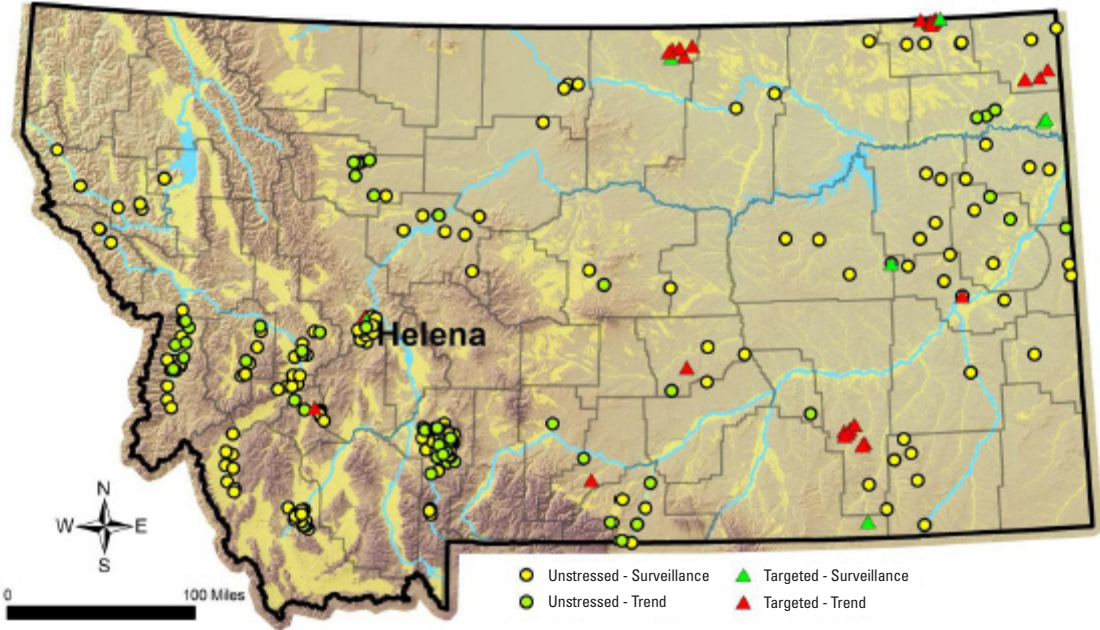 Helena
N
W E
S
0 100 Miles
Unstressed - Surveillance Targeted - Surveillance
Unstressed - Trend Targeted - Trend